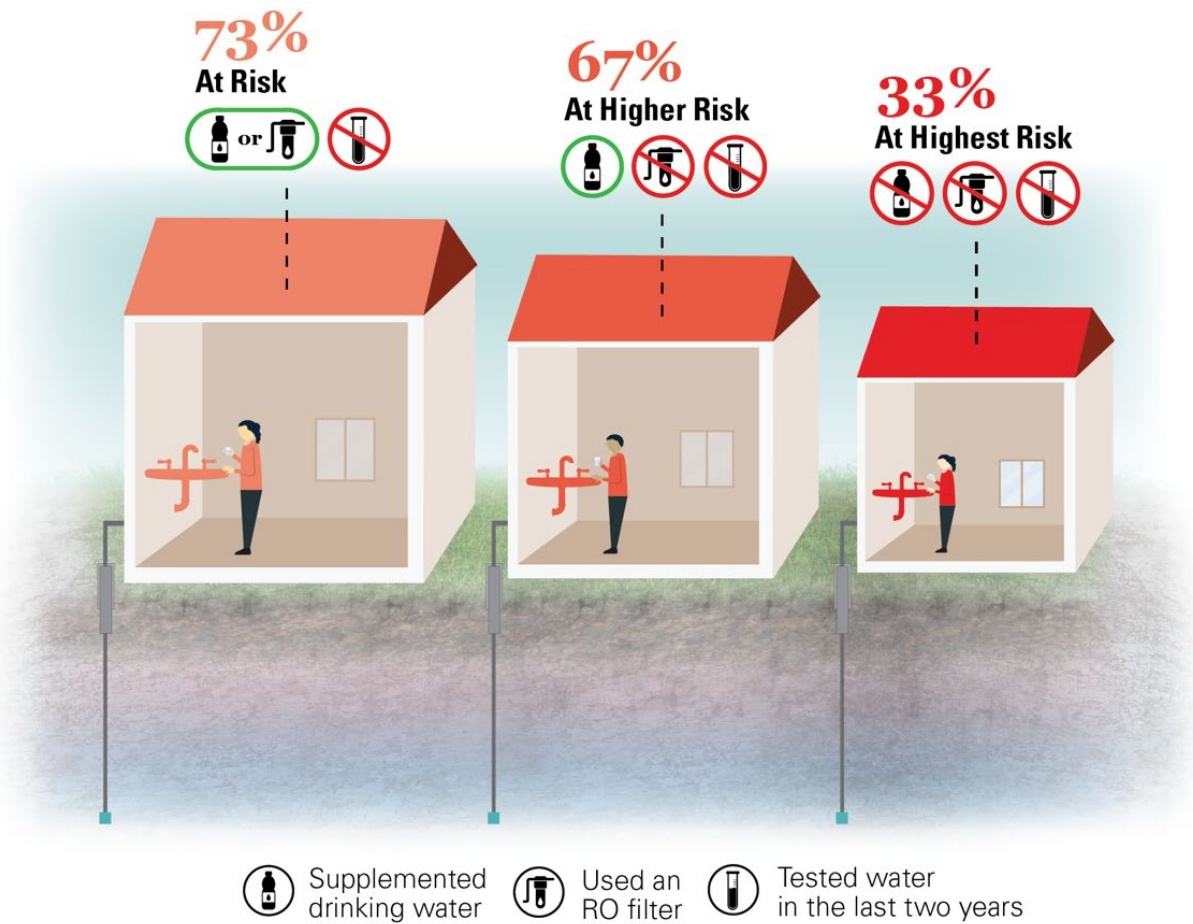 73%
At Risk
or
67%
At Higher Risk
33%
At Highest Risk
Supplemented
drinking water
Used an
RO filter
Tested water
in the last two years